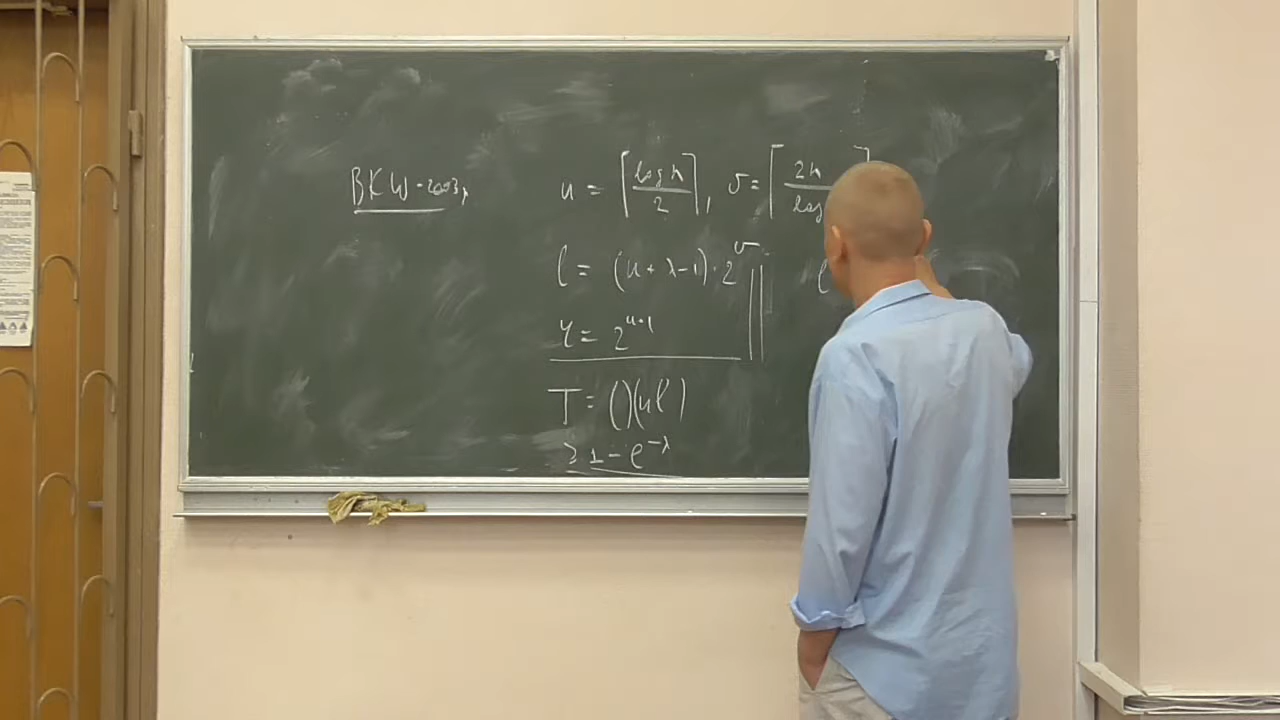 BKW - 2003,
u = ⌈log n / 2⌉, v = ⌈2n / log
l = (u + λ - 1) · 2^v
l
r = 2^{u+1}
T = O(ul)
≥ 1 - e^{-λ}